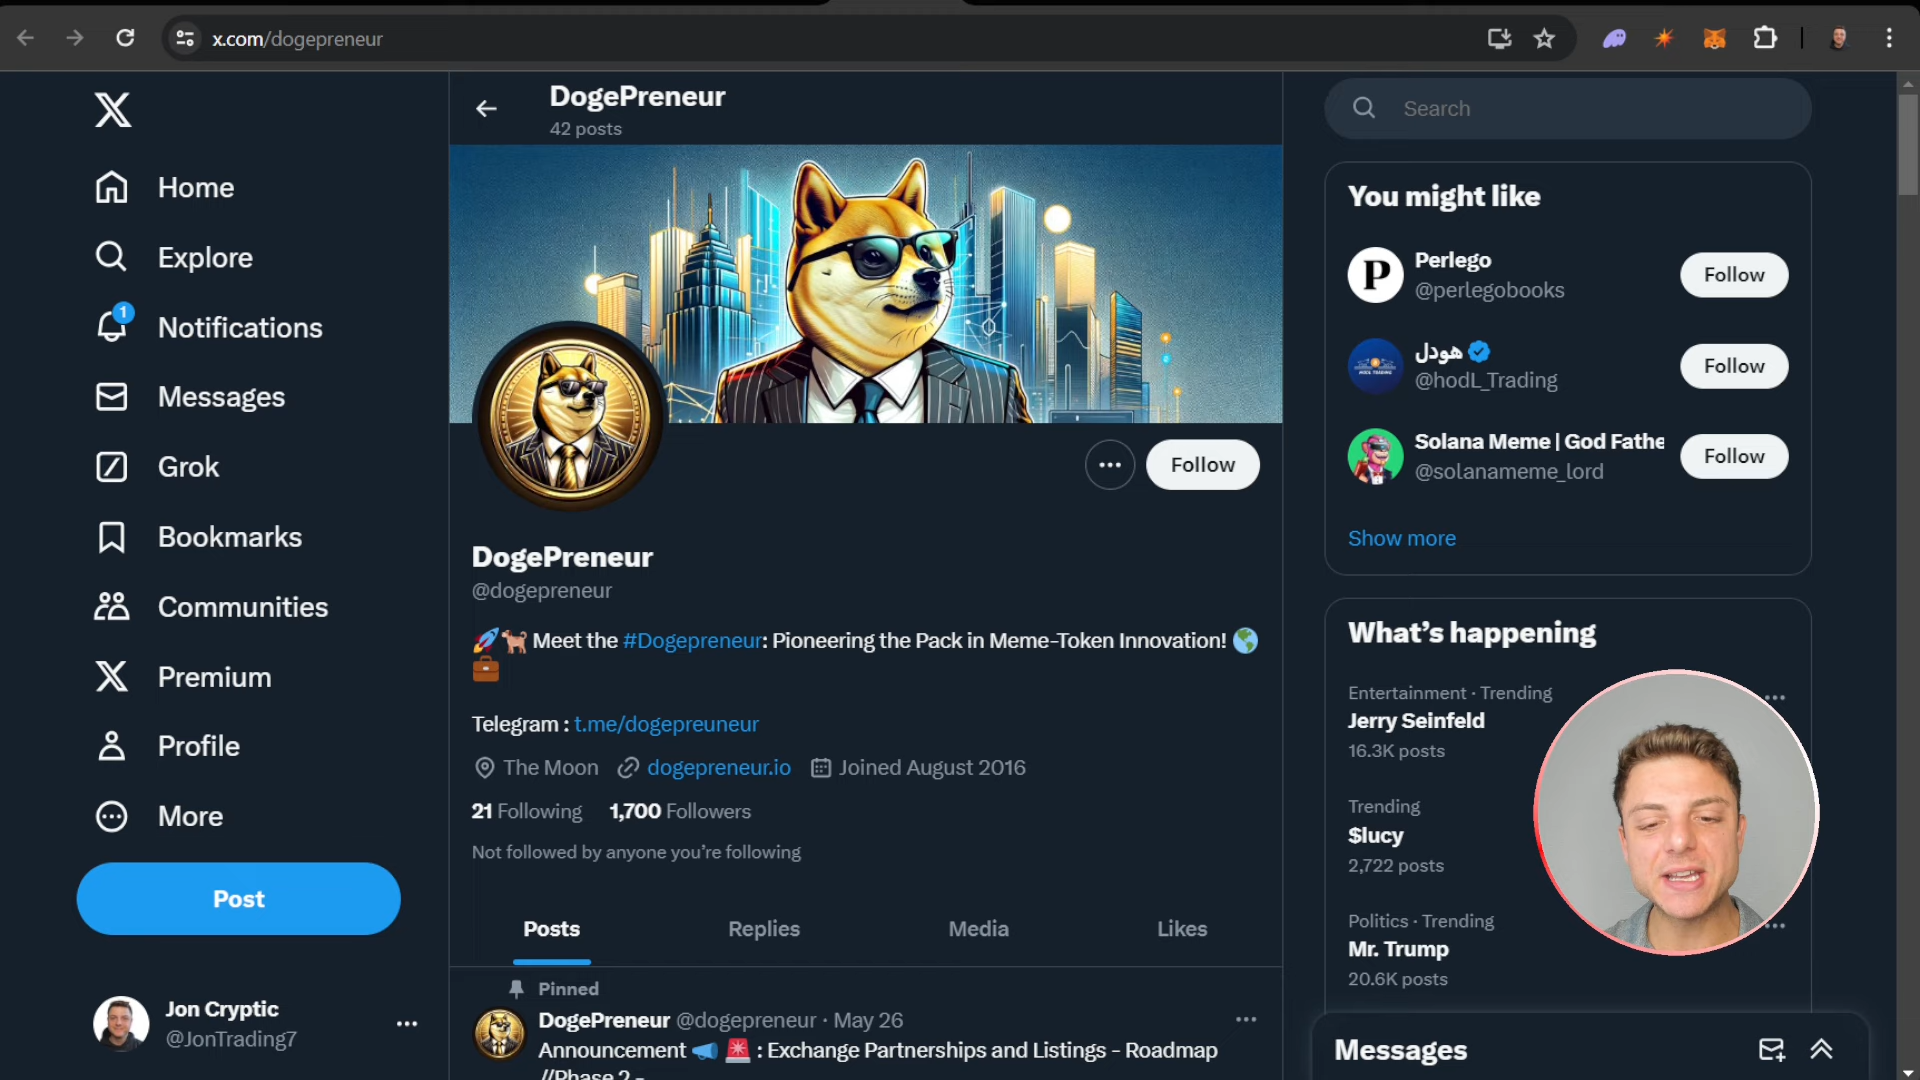 x.com/dogepreneur
Home
Explore
1
Notifications
Messages
Grok
Bookmarks
Communities
Premium
Profile
More
Post
Jon Cryptic
@JonTrading7
DogePreneur
42 posts
Follow
DogePreneur
@dogepreneur
Meet the #Dogepreneur: Pioneering the Pack in Meme-Token Innovation!
Telegram : t.me/dogepreuneur
The Moon dogepreneur.io Joined August 2016
21 Following 1,700 Followers
Not followed by anyone you're following
Posts Replies Media Likes
Pinned
DogePreneur @dogepreneur · May 26
Announcement : Exchange Partnerships and Listings - Roadmap
//Phase 2 -
Search
You might like
P
Perlego
@perlegobooks
Follow
هودل
@hodL_Trading
Follow
HODL TRADING
Solana Meme | God Fathe
@solanameme_lord
Follow
Show more
What's happening
Entertainment · Trending
Jerry Seinfeld
16.3K posts
Trending
$lucy
2,722 posts
Politics · Trending
Mr. Trump
20.6K posts
Messages